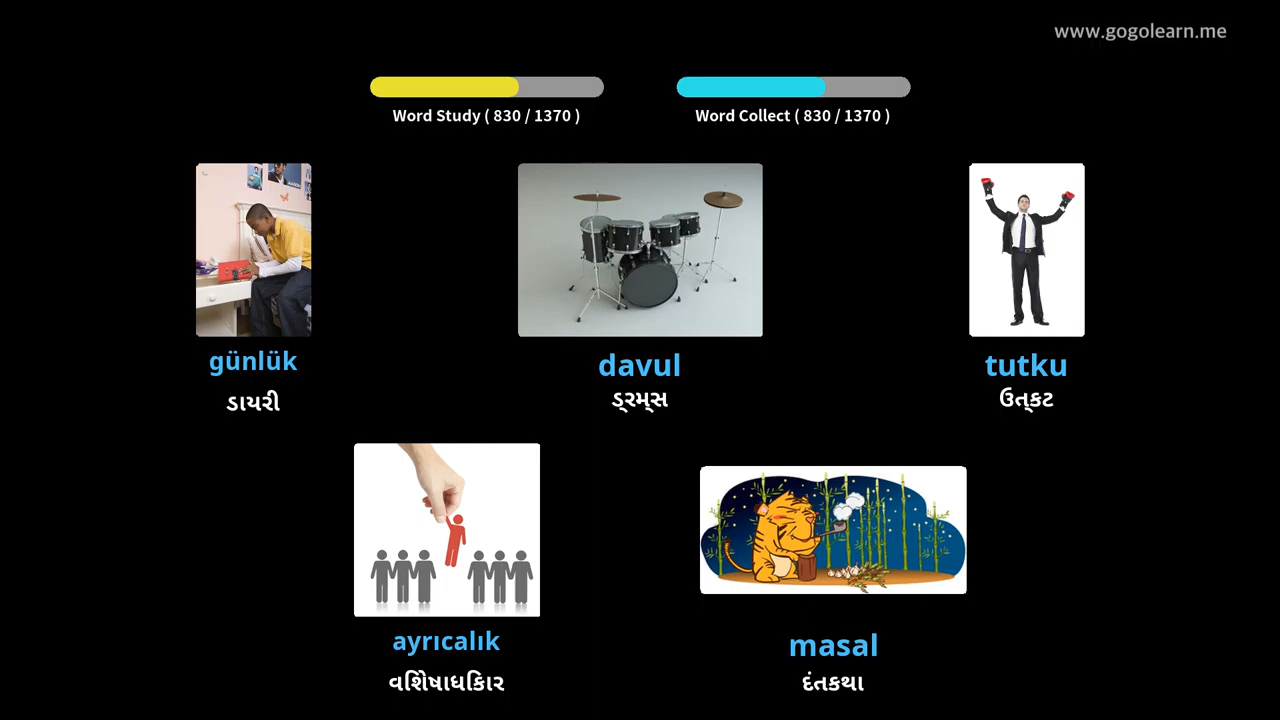 www.gogolearn.me
Word Study ( 830 / 1370 )
Word Collect ( 830 / 1370 )
günlük
ડાયરી
davul
ડ્રમ્સ
tutku
ઉત્કટ
ayrıcalık
વિશેષાધિકાર
masal
દંતકથા